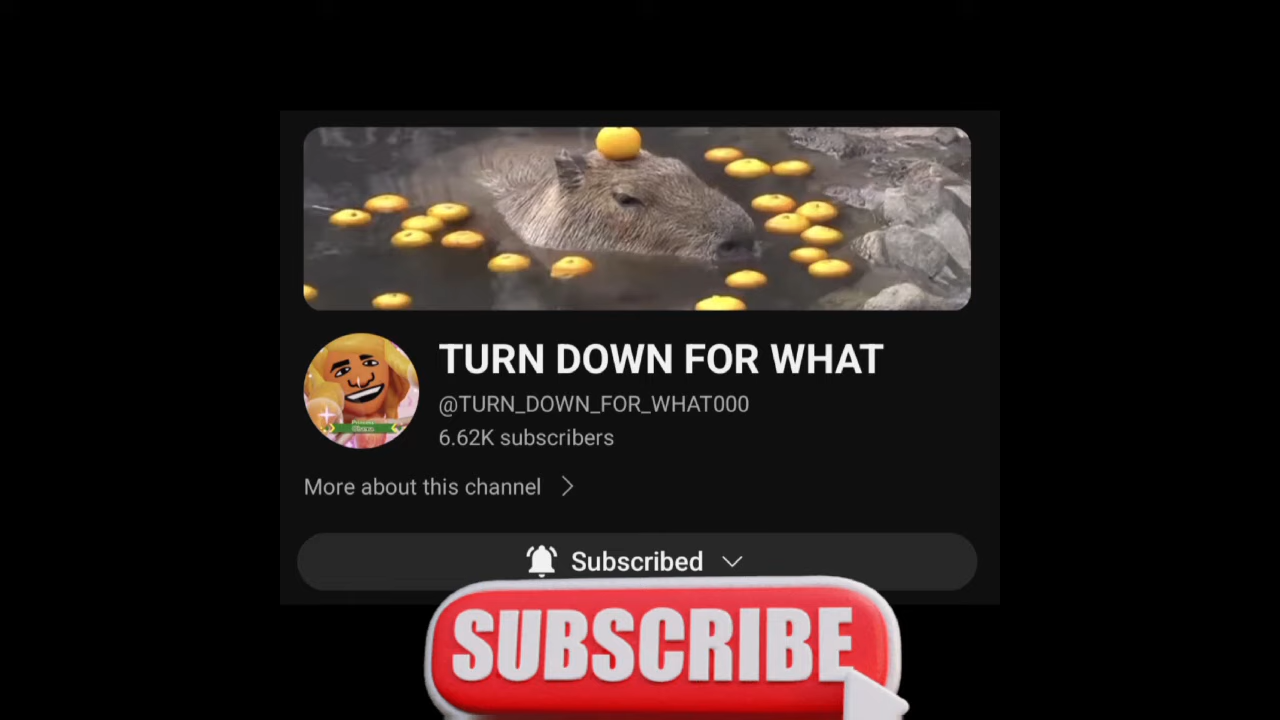 TURN DOWN FOR WHAT
@TURN_DOWN_FOR_WHAT000
6.62K subscribers
More about this channel
Subscribed
SUBSCRIBE